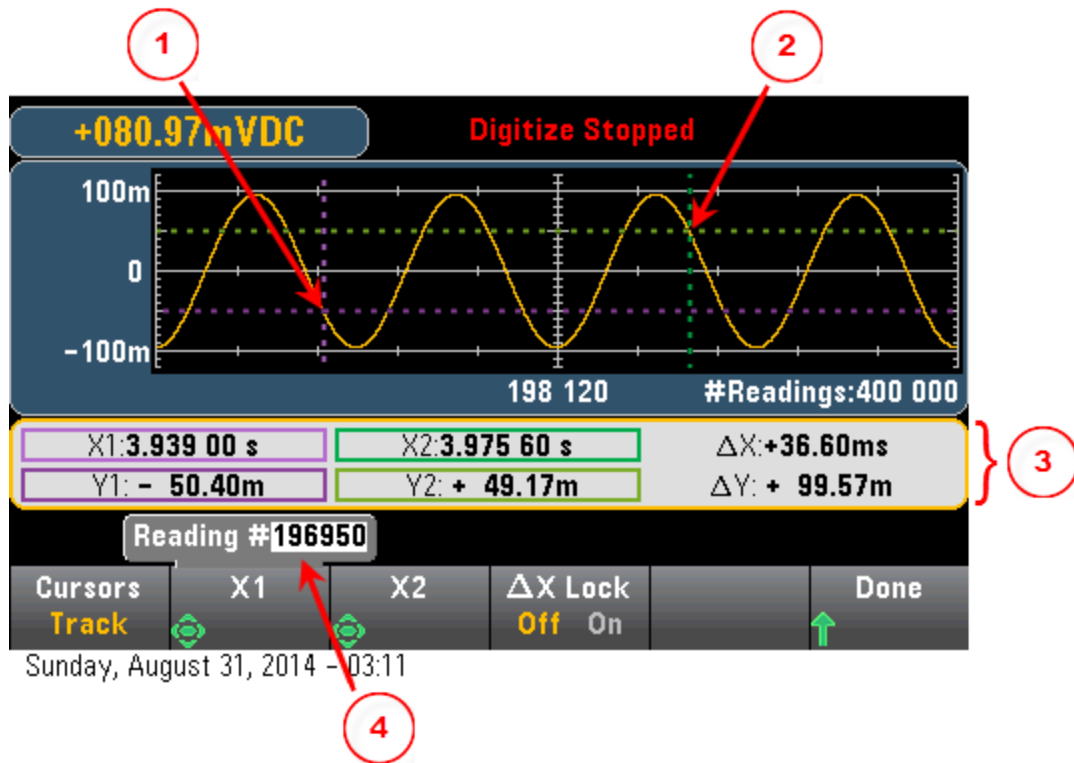 1 2
+080.97mVDC Digitize Stopped
100m
0
-100m
198 120 #Readings:400 000
X1:3.939 00 s X2:3.975 60 s ΔX:+36.60ms
3
Y1: - 50.40m Y2: + 49.17m ΔY: + 99.57m
Reading #196950
Cursors X1 X2 ΔX Lock Done
Track Off On
Sunday, August 31, 2014 - 03:11
4